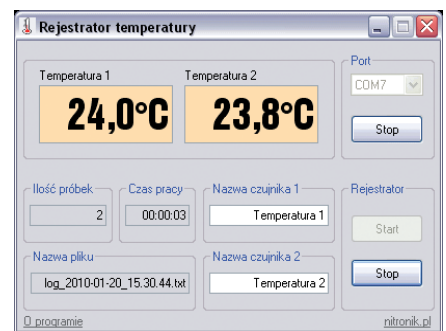 Rejestrator temperatury
Temperatura 1
Temperatura 2
24,0°C
23,8°C
Port
COM7
Stop
Ilość próbek
2
Czas pracy
00:00:03
Nazwa czujnika 1
Temperatura 1
Rejestrator
Start
Nazwa pliku
log_2010-01-20_15.30.44.txt
Nazwa czujnika 2
Temperatura 2
Stop
O programie
nitronik.pl